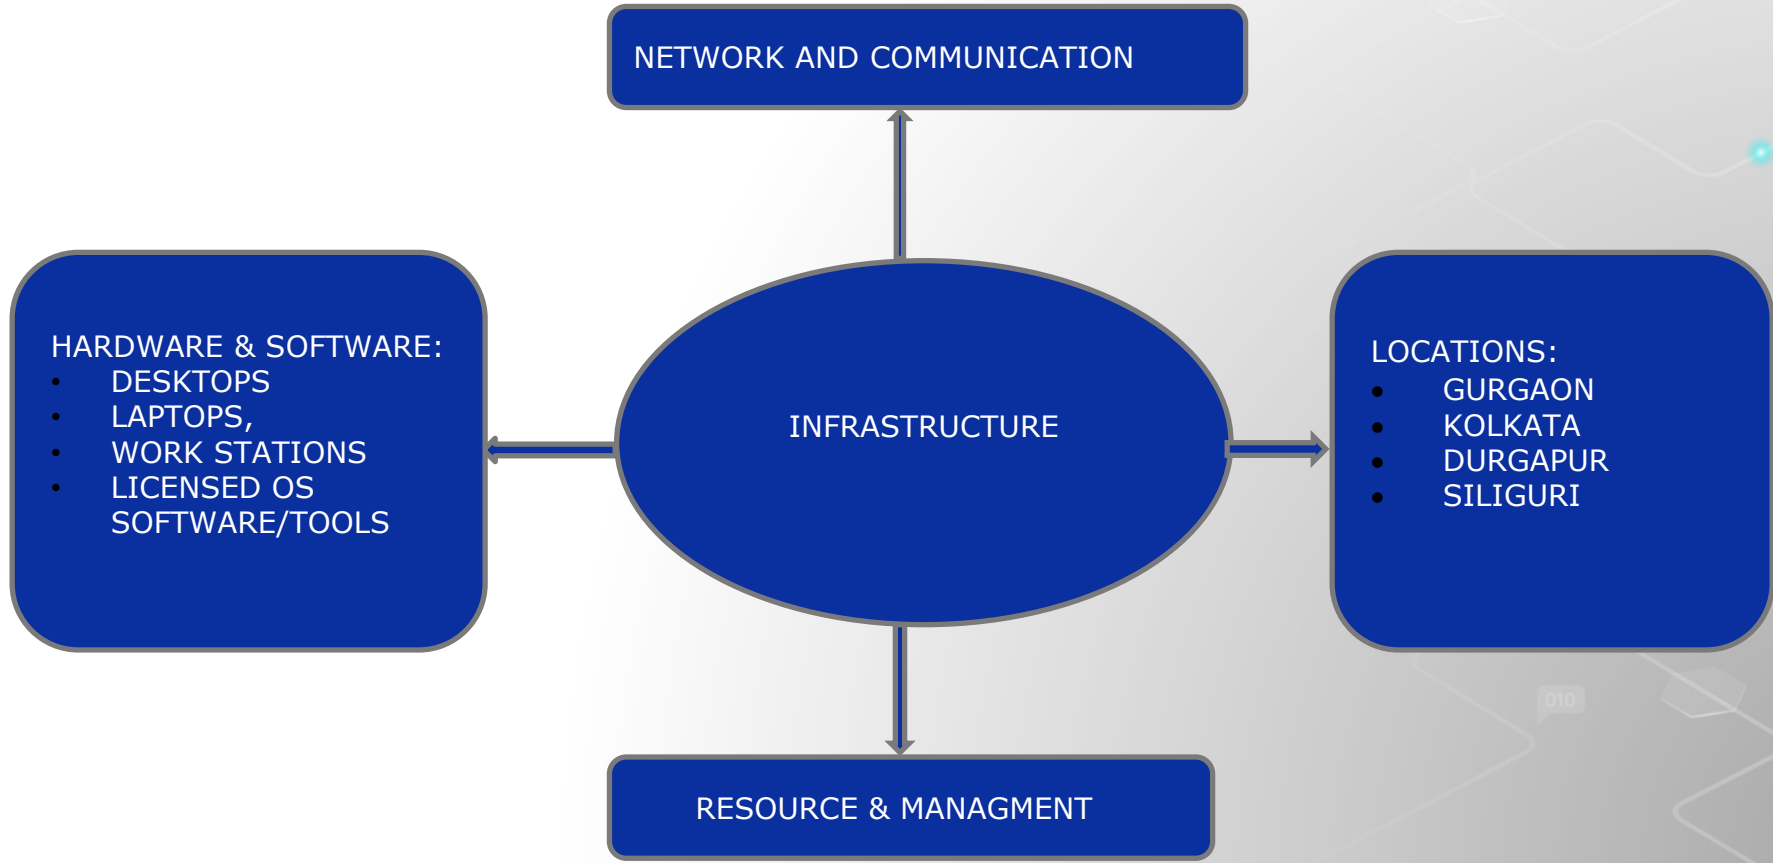 NETWORK AND COMMUNICATION
HARDWARE & SOFTWARE:
• DESKTOPS
• LAPTOPS,
• WORK STATIONS
• LICENSED OS
SOFTWARE/TOOLS
INFRASTRUCTURE
LOCATIONS:
• GURGAON
• KOLKATA
• DURGAPUR
• SILIGURI
010
RESOURCE & MANAGMENT